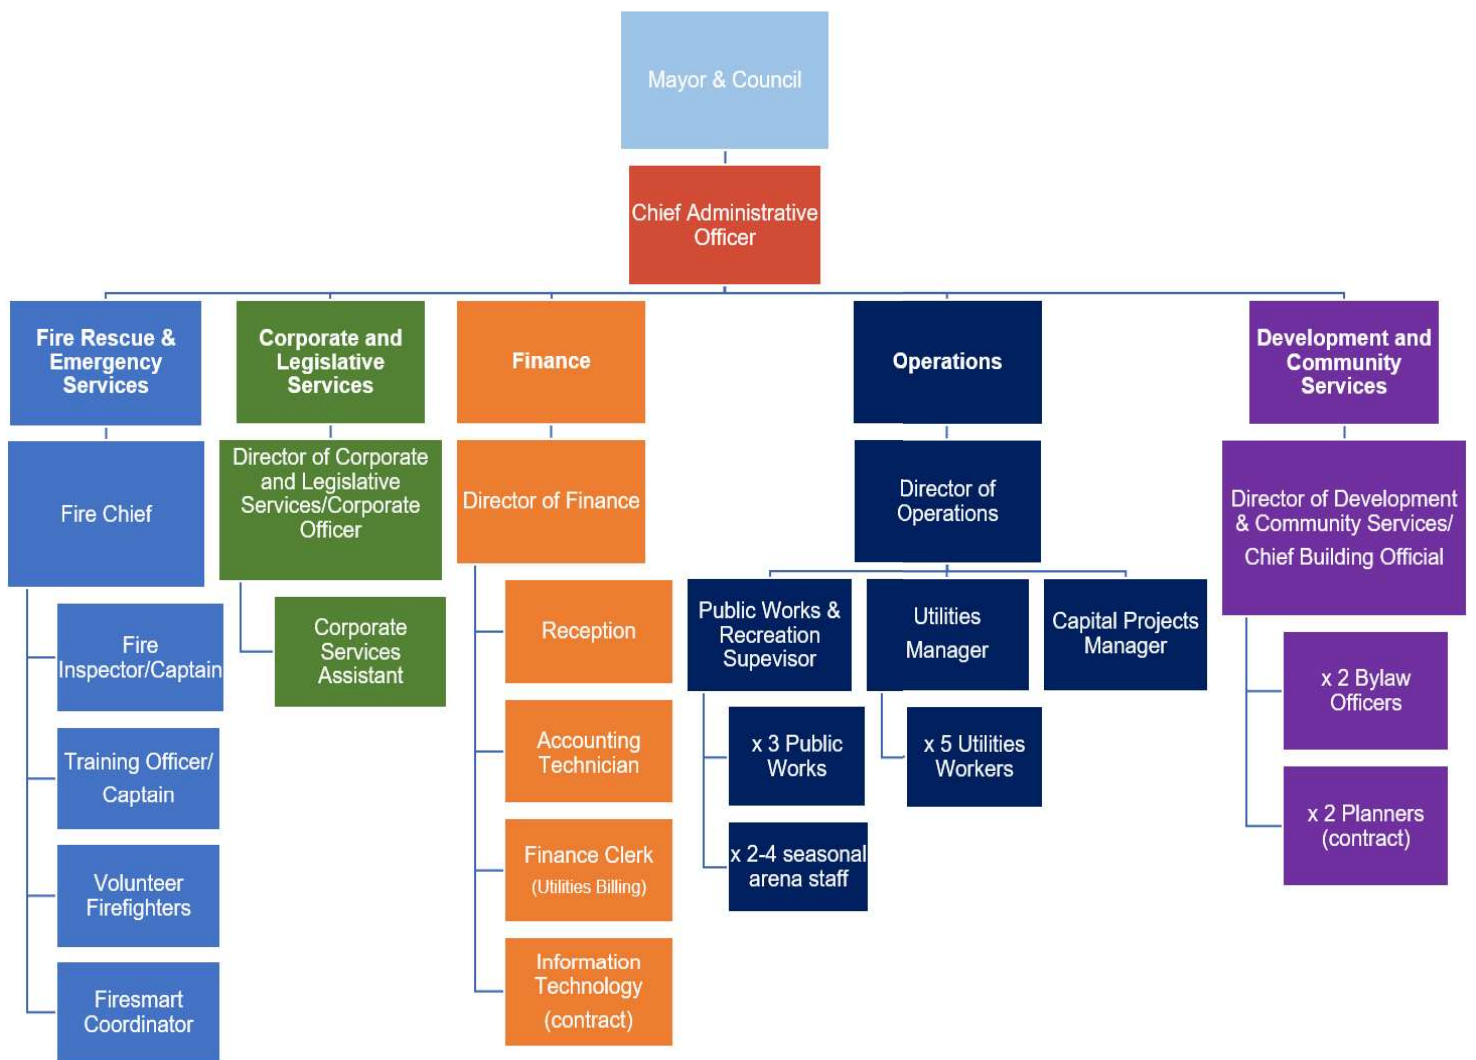 Mayor & Council
Chief Administrative
Officer
Fire Rescue &
Emergency
Services
Corporate and
Legislative
Services
Finance
Operations
Development and
Community
Services
Fire Chief
Director of Corporate
and Legislative
Services/Corporate
Officer
Director of Finance
Director of
Operations
Director of Development
& Community Services/
Chief Building Official
Fire
Inspector/Captain
Training Officer/
Captain
Volunteer
Firefighters
Firesmart
Coordinator
Corporate
Services
Assistant
Reception
Accounting
Technician
Finance Clerk
(Utilities Billing)
Information
Technology
(contract)
Public Works &
Recreation
Supevisor
x 3 Public
Works
x 2-4 seasonal
arena staff
Utilities
Manager
x 5 Utilities
Workers
Capital Projects
Manager
x 2 Bylaw
Officers
x 2 Planners
(contract)